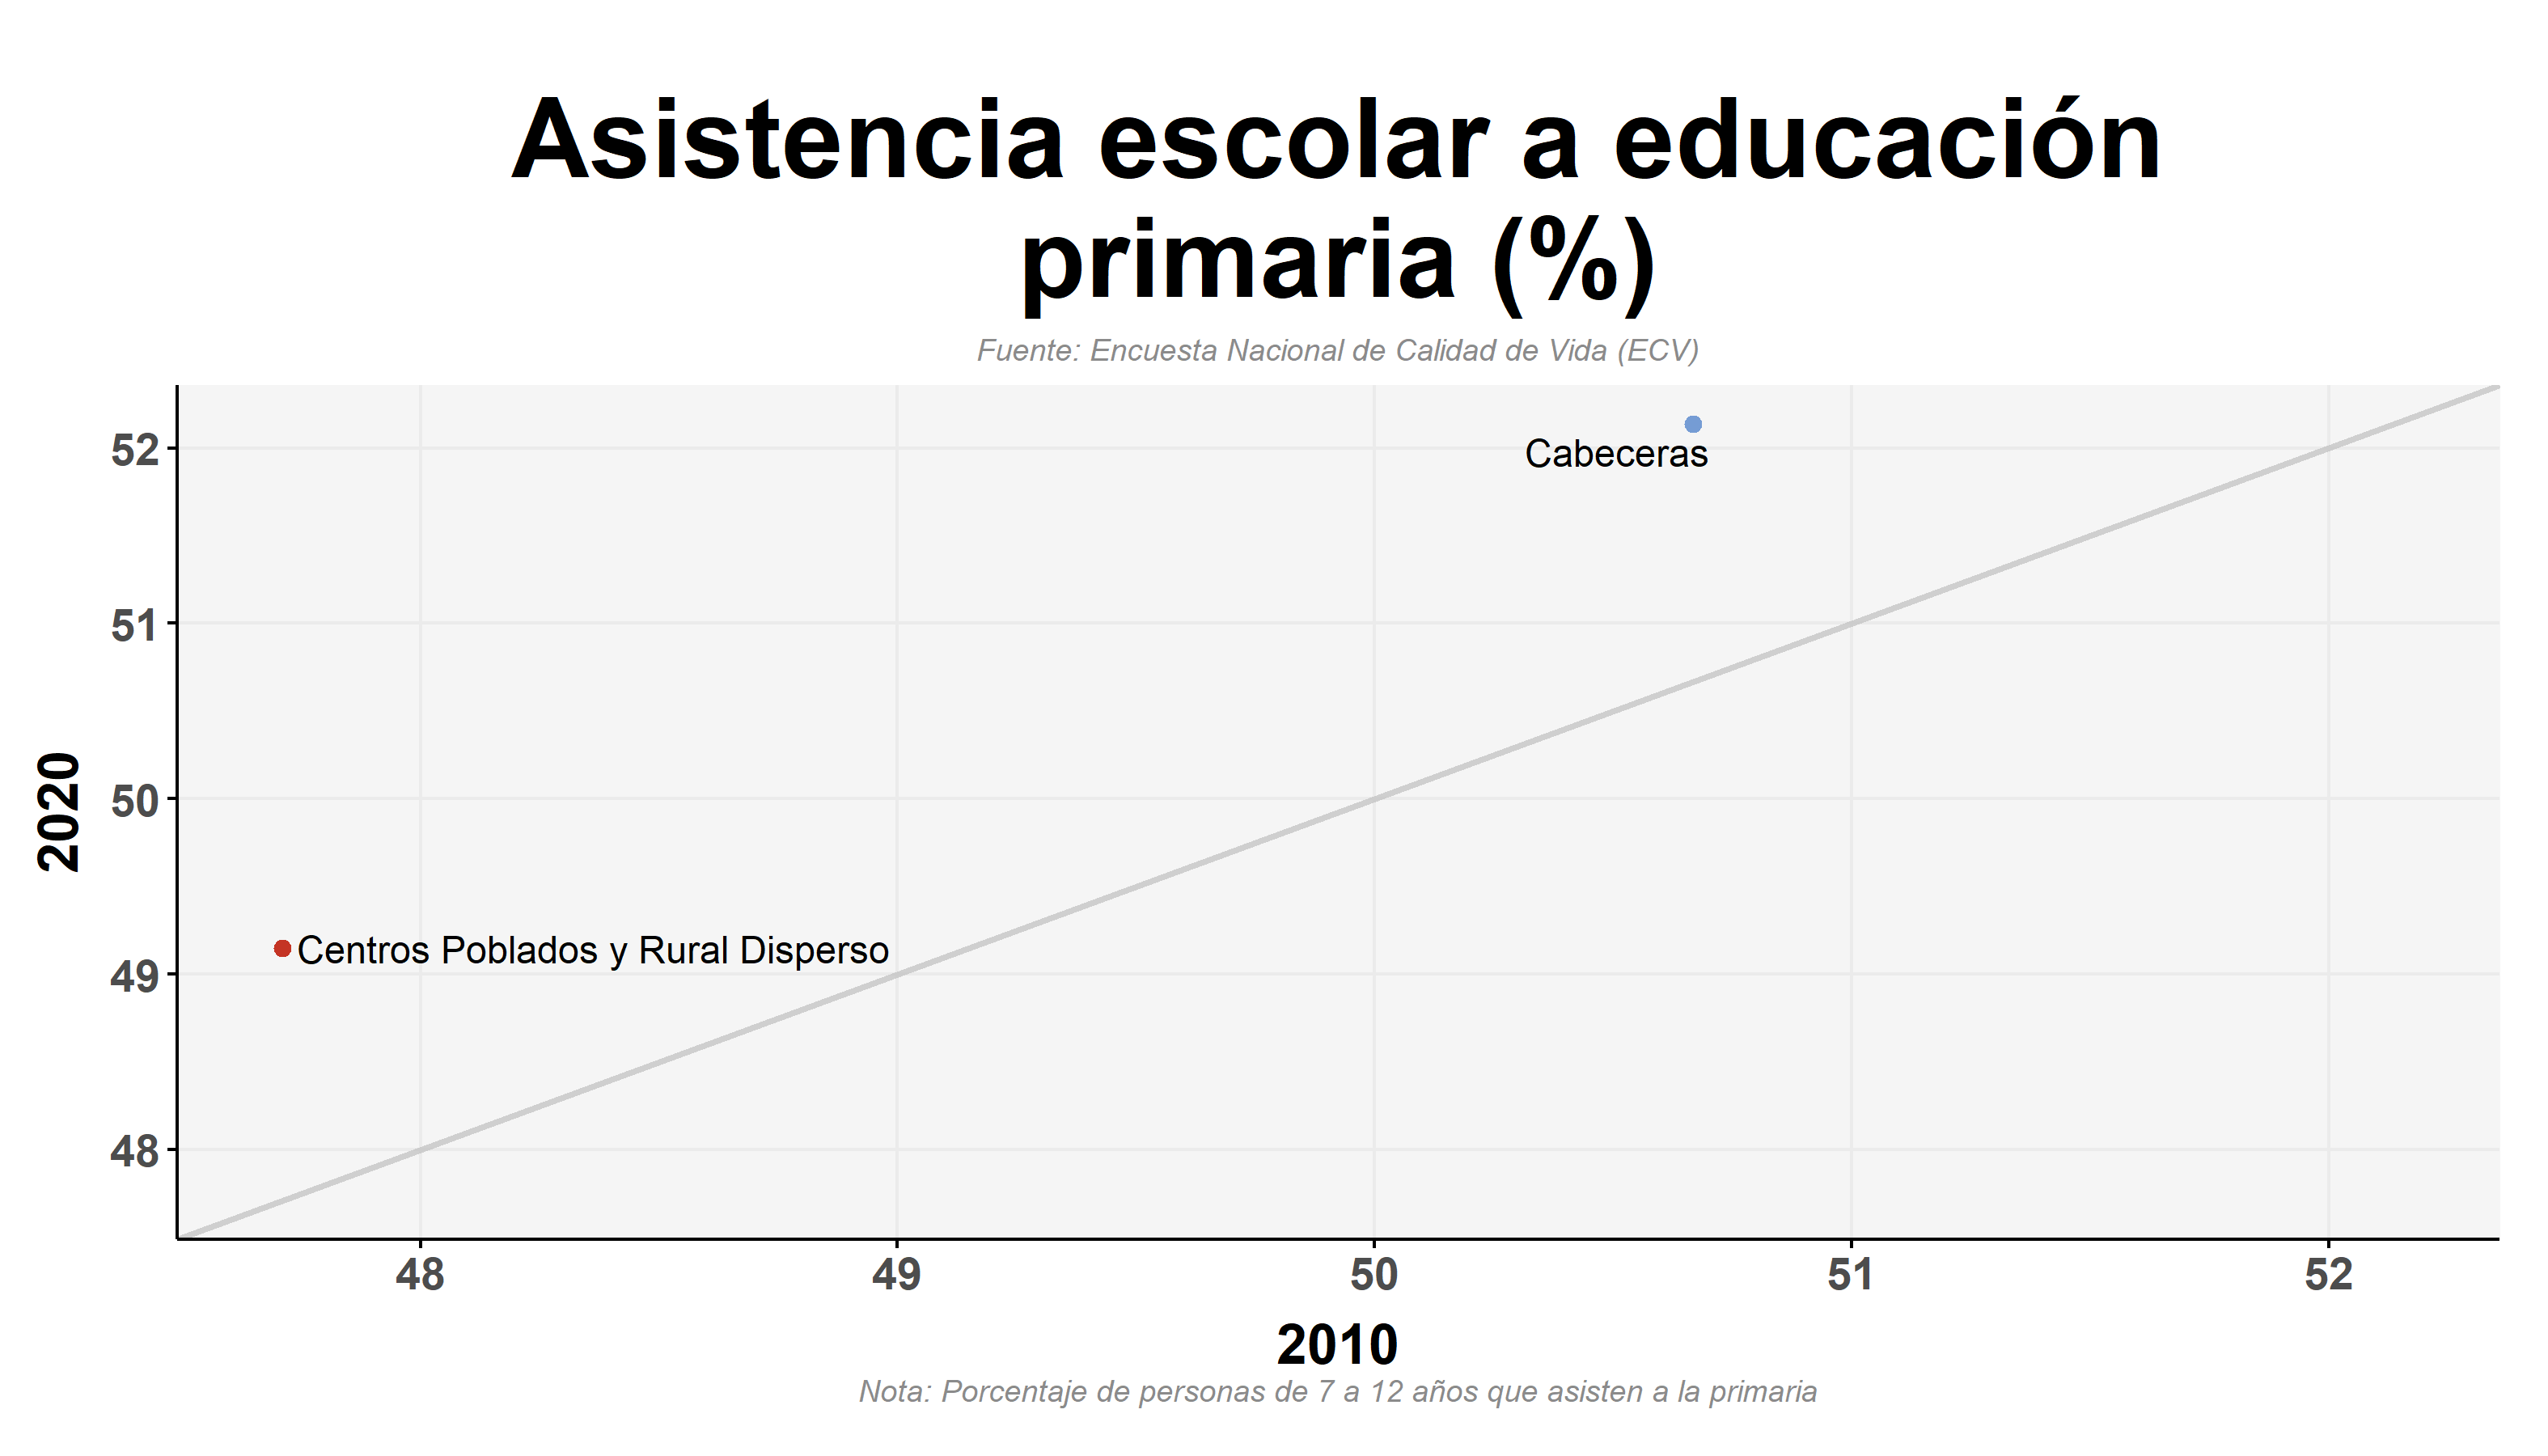 Asistencia escolar a educación
primaria (%)
Fuente: Encuesta Nacional de Calidad de Vida (ECV)
52
Cabeceras
51
50
2020
Centros Poblados y Rural Disperso
49
48
48 49 50 51 52
2010
Nota: Porcentaje de personas de 7 a 12 años que asisten a la primaria